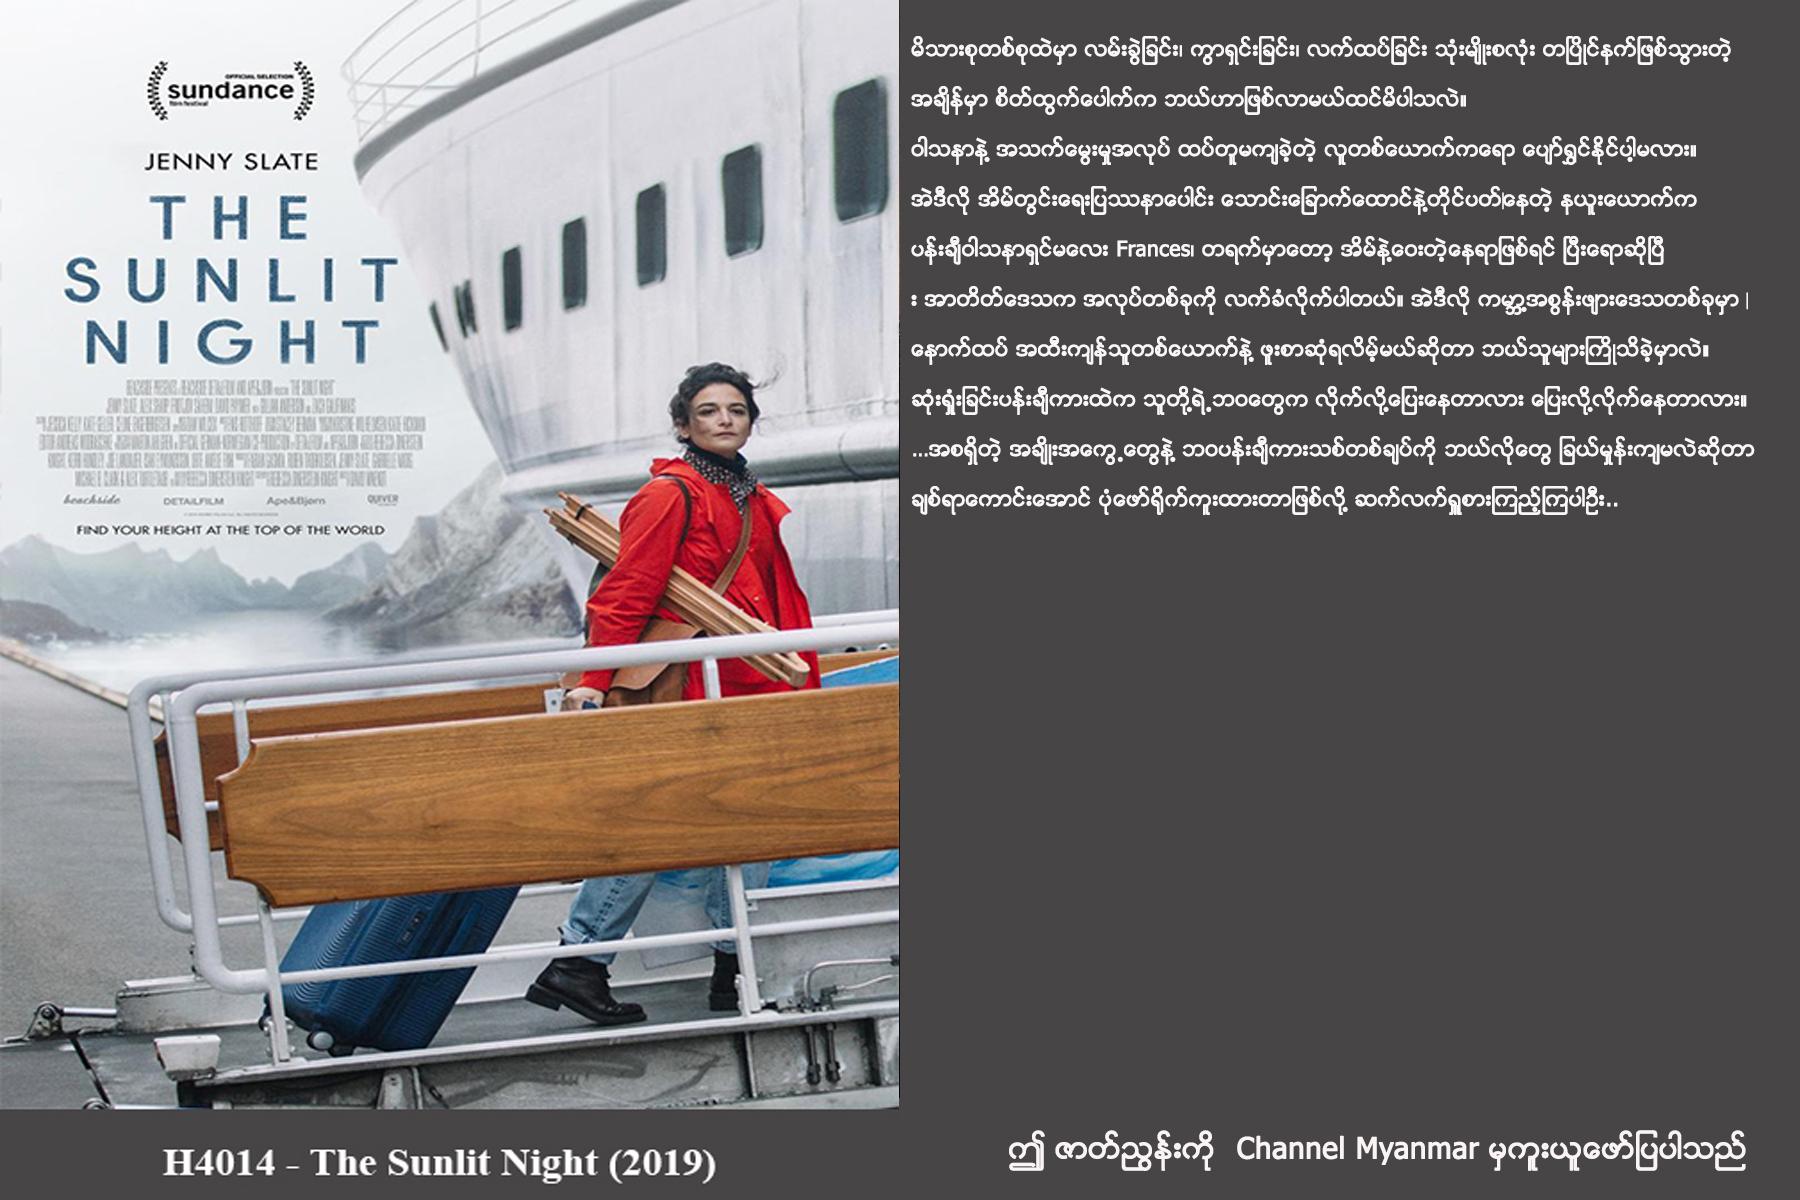 OFFICIAL SELECTION
sundance
film festival
JENNY SLATE
THE
SUNLIT
NIGHT
beachside DETAILFILM Ape&Bjørn QUIVER
FIND YOUR HEIGHT AT THE TOP OF THE WORLD
H4014 - The Sunlit Night (2019)
မိသားစုတစ်စုထဲမှာ လမ်းခွဲခြင်း၊ ကွာရှင်းခြင်း၊ လက်ထပ်ခြင်း သုံးမျိုးစလုံး တပြိုင်နက်ဖြစ်သွားတဲ့
အချိန်မှာ စိတ်ထွက်ပေါက်က ဘယ်ဟာဖြစ်လာမယ်ထင်မိပါသလဲ။
ဝါသနာနဲ့ အသက်မွေးမှုအလုပ် ထပ်တူမကျခဲ့တဲ့ လူတစ်ယောက်ကရော ပျော်ရွှင်နိုင်ပါ့မလား။
အဲဒီလို အိမ်တွင်းရေးပြဿနာပေါင်း သောင်းခြောက်ထောင်နဲ့တိုင်ပတ်နေတဲ့ နယူးယောက်က
ပန်းချီဝါသနာရှင်မလေး Frances၊ တရက်မှာတော့ အိမ်နဲ့ဝေးတဲ့နေရာဖြစ်ရင် ပြီးရောဆိုပြီ
း အာတိတ်ဒေသက အလုပ်တစ်ခုကို လက်ခံလိုက်ပါတယ်။ အဲဒီလို ကမ္ဘာ့အစွန်းဖျားဒေသတစ်ခုမှာ
နောက်ထပ် အထီးကျန်သူတစ်ယောက်နဲ့ ဖူးစာဆုံရလိမ့်မယ်ဆိုတာ ဘယ်သူများကြိုသိခဲ့မှာလဲ။
ဆုံးရှုံးခြင်းပန်းချီကားထဲက သူတို့ရဲ့ဘဝတွေက လိုက်လို့ပြေးနေတာလား ပြေးလို့လိုက်နေတာလား။
...အစရှိတဲ့ အချိုးအကွေ့တွေနဲ့ ဘဝပန်းချီကားသစ်တစ်ချပ်ကို ဘယ်လိုတွေ ခြယ်မှုန်းကျမလဲဆိုတာ
ချစ်ရာကောင်းအောင် ပုံဖော်ရိုက်ကူးထားတာဖြစ်လို့ ဆက်လက်ရှုစားကြည့်ကြပါဦး..
ဤ ဇာတ်ညွှန်းကို Channel Myanmar မှကူးယူဖော်ပြပါသည်